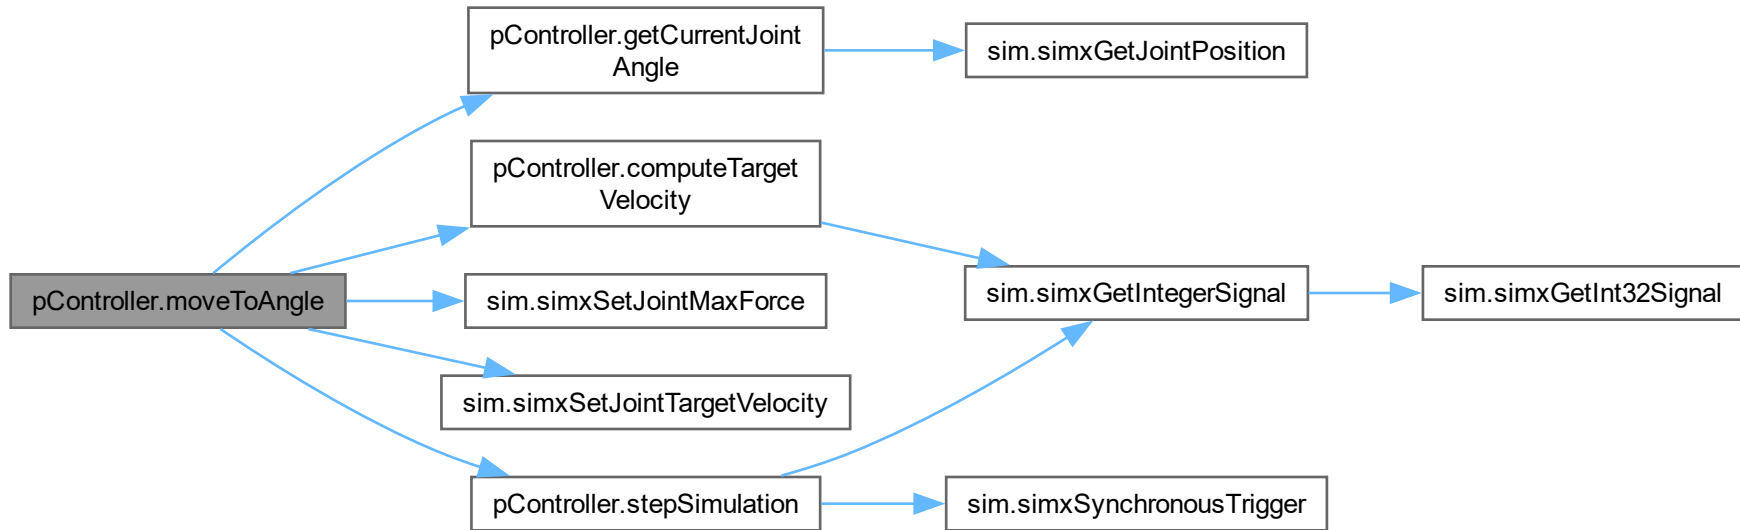 pController.getCurrentJoint
Angle
sim.simxGetJointPosition
pController.computeTarget
Velocity
pController.moveToAngle
sim.simxSetJointMaxForce
sim.simxGetIntegerSignal
sim.simxGetInt32Signal
sim.simxSetJointTargetVelocity
pController.stepSimulation
sim.simxSynchronousTrigger